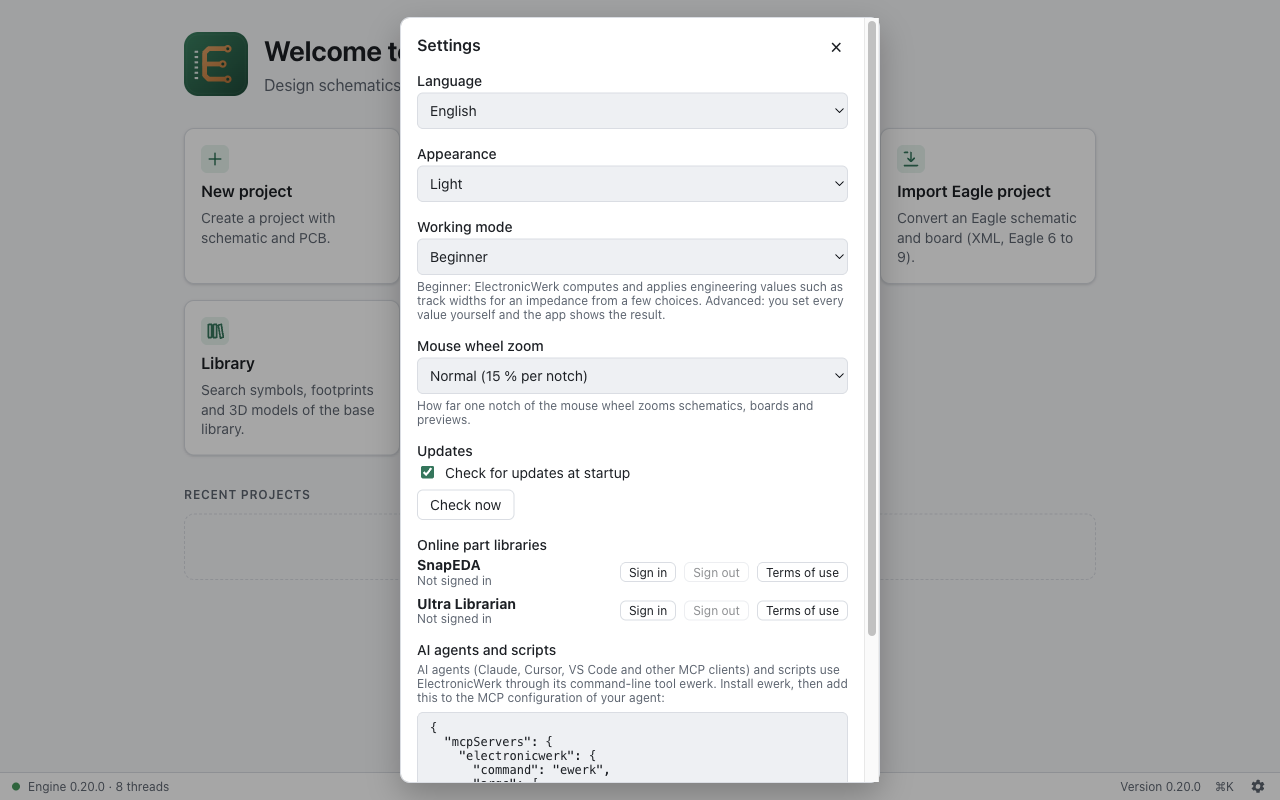 Welcome to
Design schematics
New project
Create a project with
schematic and PCB.
Library
Search symbols, footprints
and 3D models of the base
library.
RECENT PROJECTS
Settings
Language
English
Appearance
Light
Working mode
Beginner
Beginner: ElectronicWerk computes and applies engineering values such as
track widths for an impedance from a few choices. Advanced: you set every
value yourself and the app shows the result.
Mouse wheel zoom
Normal (15 % per notch)
How far one notch of the mouse wheel zooms schematics, boards and
previews.
Updates
Check for updates at startup
Check now
Online part libraries
SnapEDA
Not signed in
Sign in Sign out Terms of use
Ultra Librarian
Not signed in
Sign in Sign out Terms of use
AI agents and scripts
AI agents (Claude, Cursor, VS Code and other MCP clients) and scripts use
ElectronicWerk through its command-line tool ewerk. Install ewerk, then add
this to the MCP configuration of your agent:
{
"mcpServers": {
"electronicwerk": {
"command": "ewerk",
Import Eagle project
Convert an Eagle schematic
and board (XML, Eagle 6 to
9).
Engine 0.20.0 · 8 threads
Version 0.20.0 ⌘K